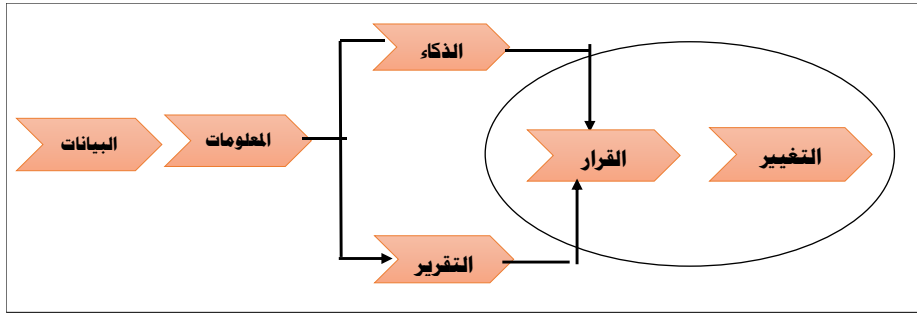 البيانات
المعلومات
الذكاء
التقرير
القرار
التغيير